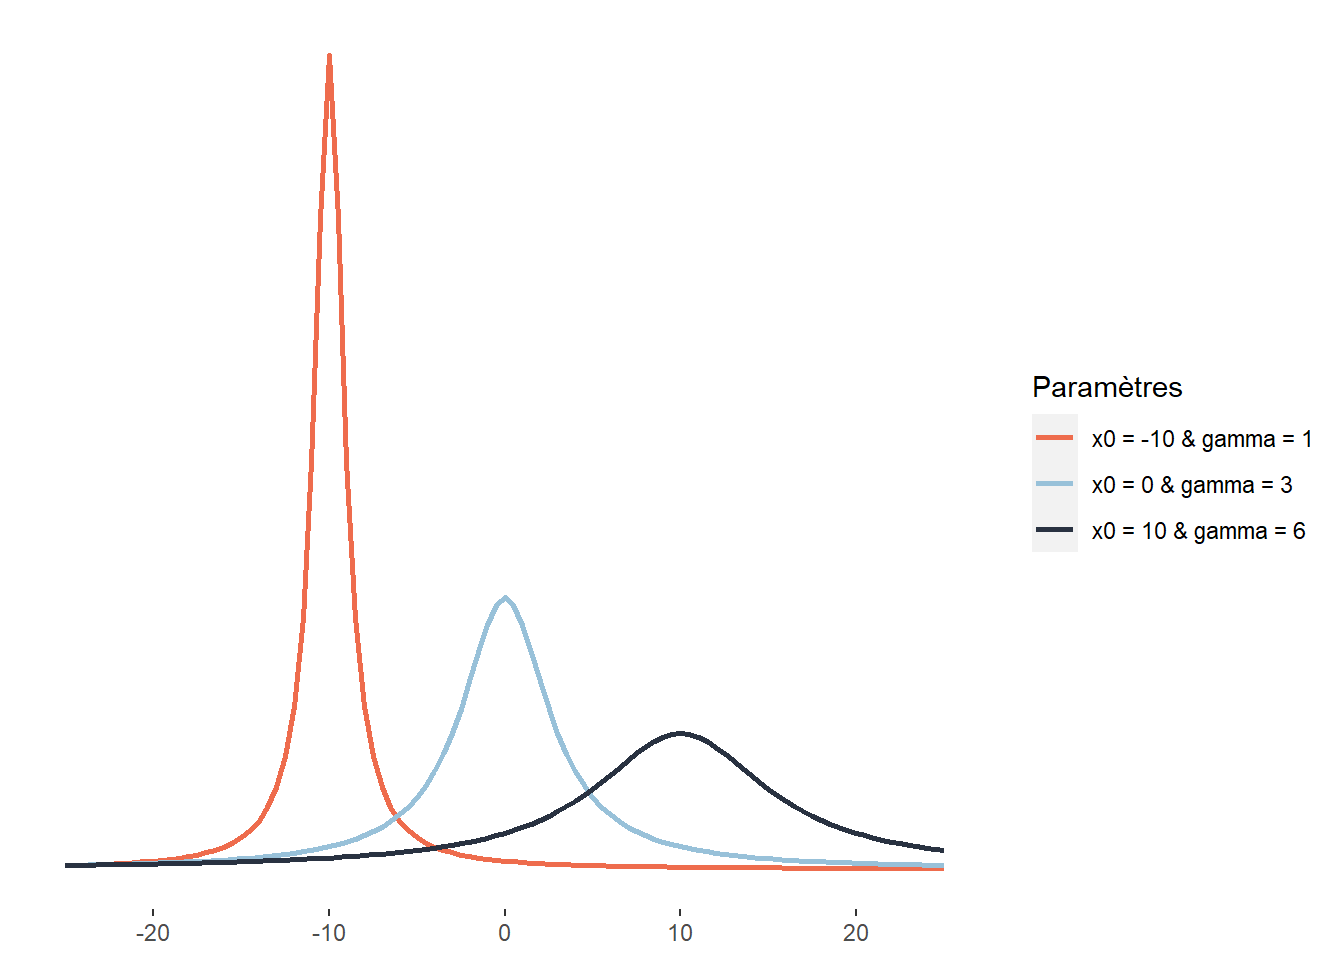 Paramètres
x0 = -10 & gamma = 1
x0 = 0 & gamma = 3
x0 = 10 & gamma = 6
-20 -10 0 10 20